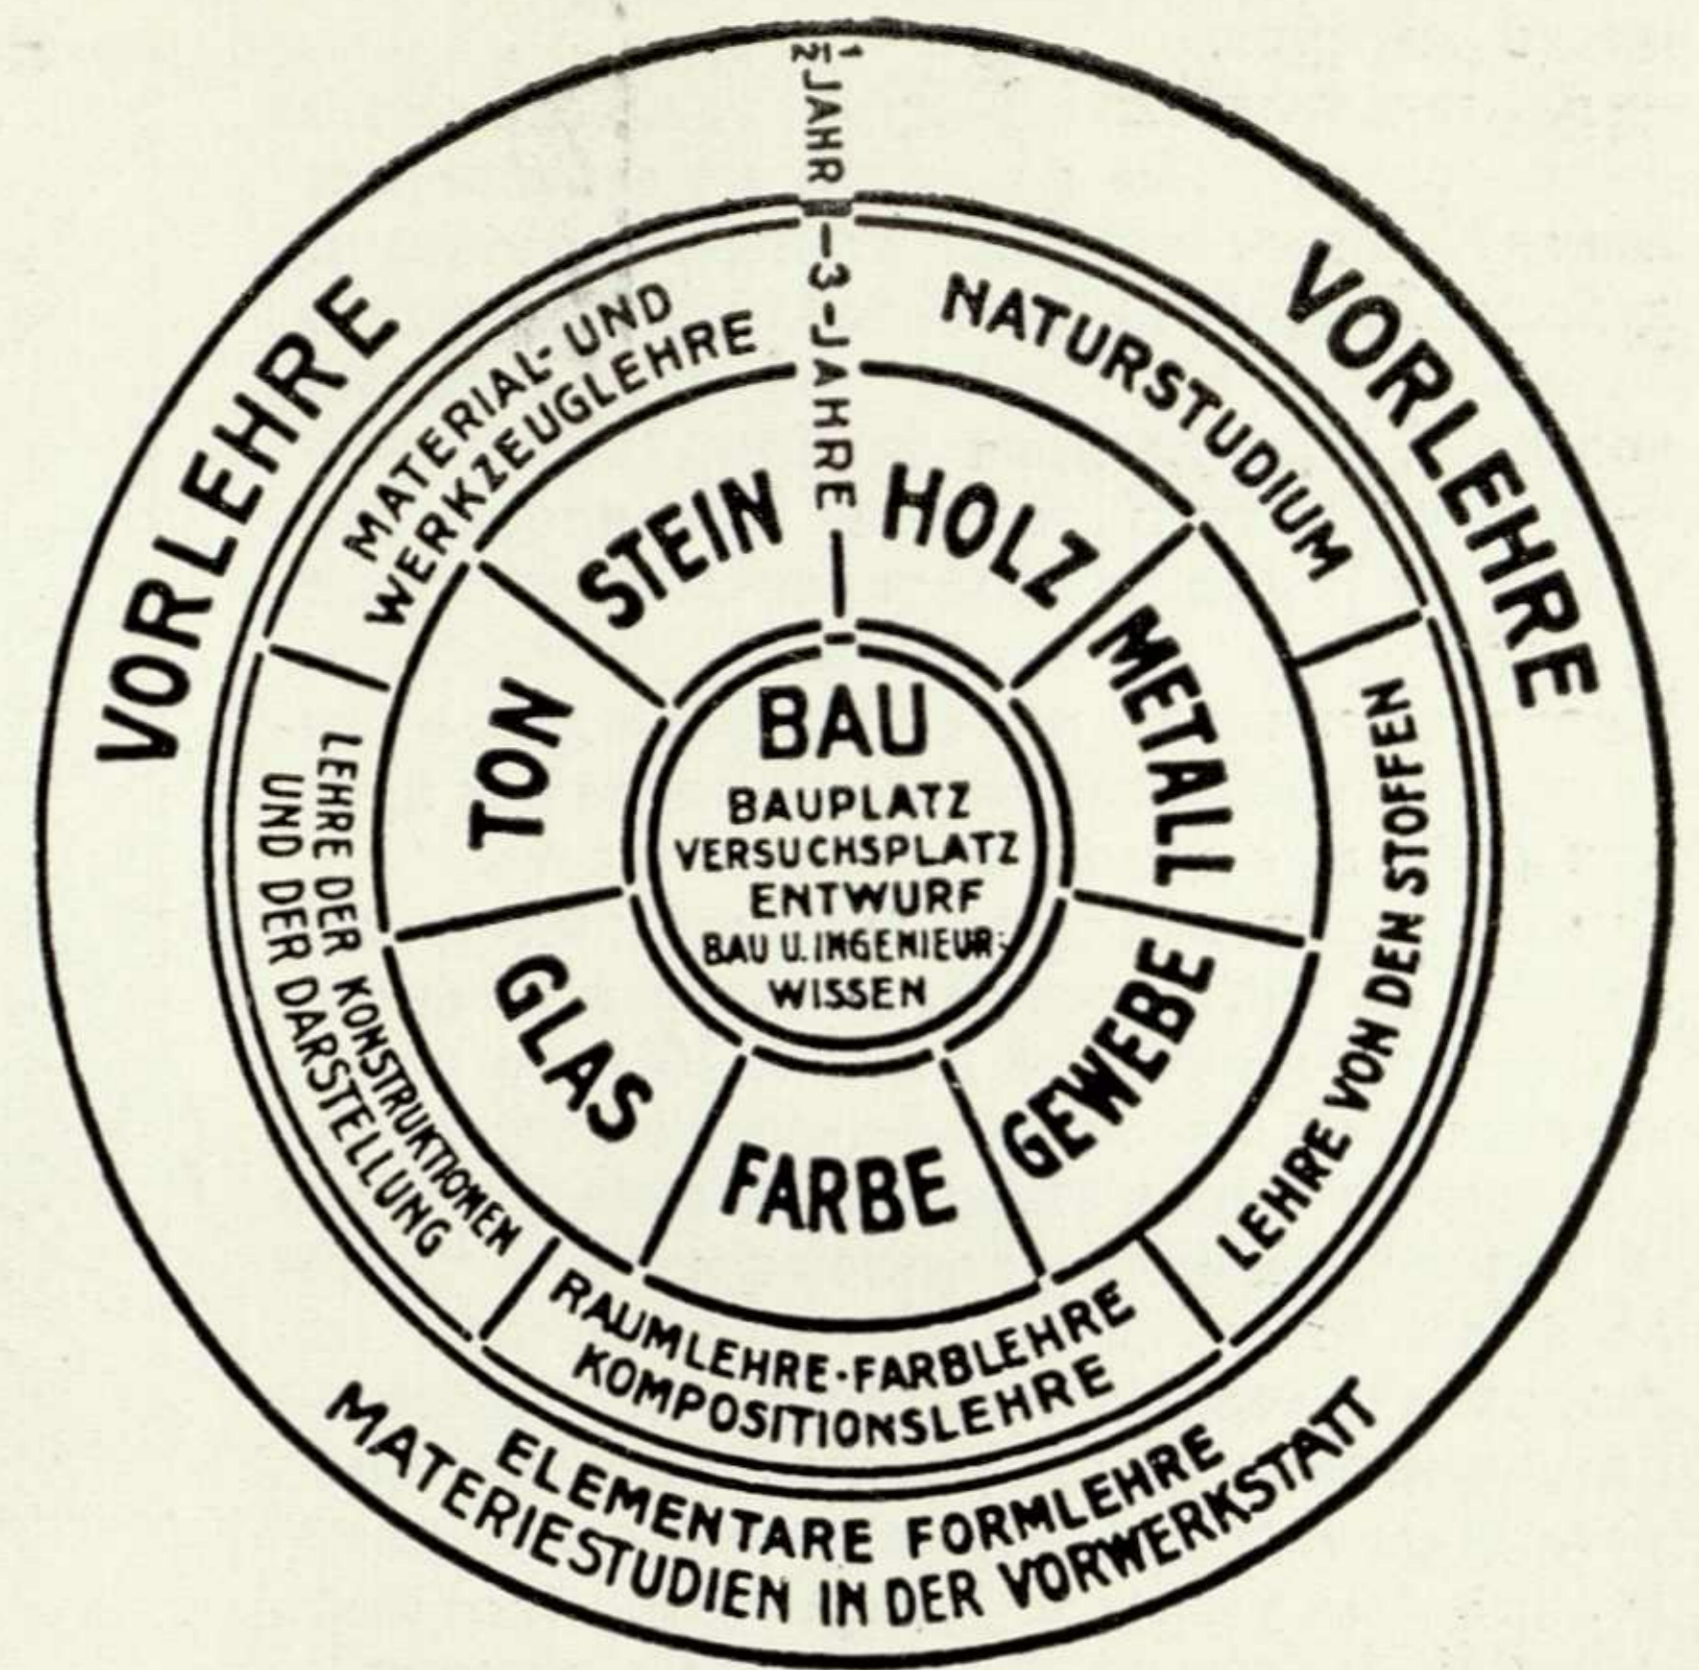 ½ JAHR
VORLEHRE
VORLEHRE
ELEMENTARE FORMLEHRE
MATERIESTUDIEN IN DER VORWERKSTATT
-3-JAHRE
MATERIAL- UND
WERKZEUGLEHRE
NATURSTUDIUM
LEHRE VON DEN STOFFEN
RAUMLEHRE-FARBLEHRE
KOMPOSITIONSLEHRE
LEHRE DER KONSTRUKTIONEN
UND DER DARSTELLUNG
STEIN
HOLZ
METALL
GEWEBE
FARBE
GLAS
TON
BAU
BAUPLATZ
VERSUCHSPLATZ
ENTWURF
BAU U. INGENIEUR-
WISSEN